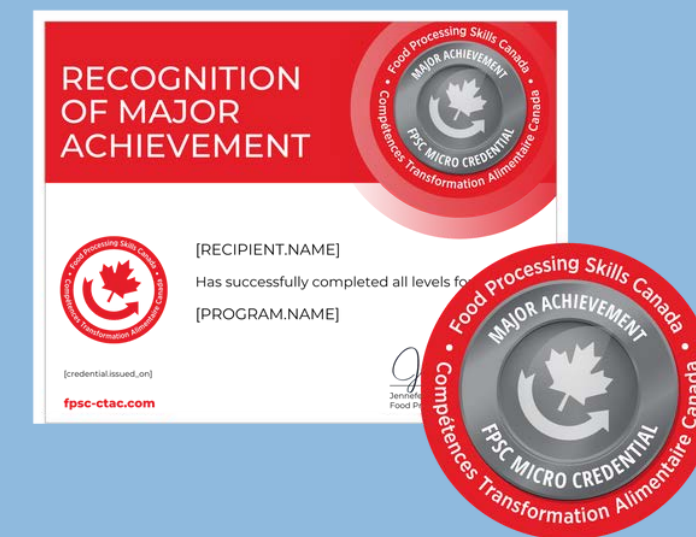 RECOGNITION
OF MAJOR
ACHIEVEMENT
Food Processing Skills Canada •
Compétences Transformation Alimentaire Canada •
MAJOR ACHIEVEMENT
FPSC MICRO CREDENTIAL
Food Processing Skills Canada •
Compétences Transformation Alimentaire Canada •
[RECIPIENT.NAME]
Has successfully completed all levels
[PROGRAM.NAME]
[credential.issued_on]
fpsc-ctac.com
Food
Food Processing Skills Canada •
Compétences Transformation Alimentaire Canada •
MAJOR ACHIEVEMENT
FPSC MICRO CREDENTIAL